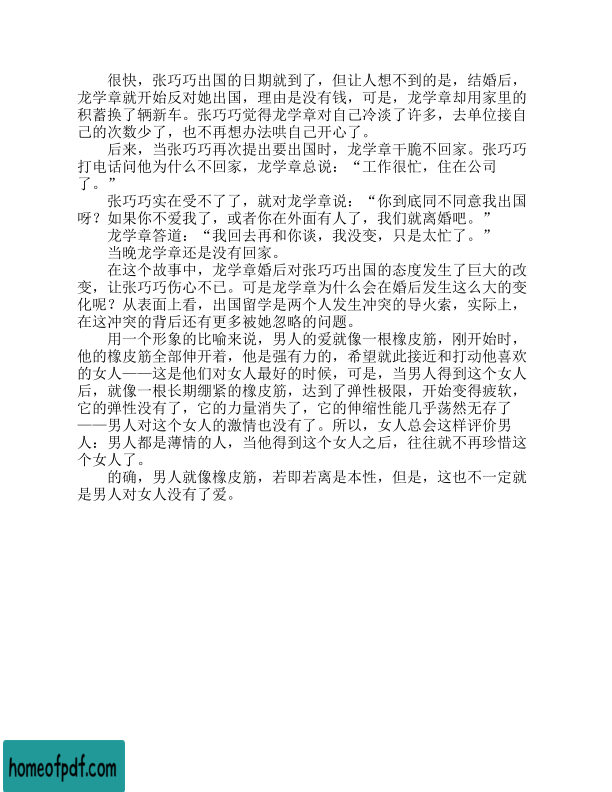 很快，张巧巧出国的日期就到了，但让人想不到的是，结婚后，
龙学章就开始反对她出国，理由是没有钱，可是，龙学章却用家里的
积蓄换了辆新车。张巧巧觉得龙学章对自己冷淡了许多，去单位接自
己的次数少了，也不再想办法哄自己开心了。
后来，当张巧巧再次提出要出国时，龙学章干脆不回家。张巧巧
打电话问他为什么不回家，龙学章总说：“工作很忙，住在公司
了。”
张巧巧实在受不了了，就对龙学章说：“你到底同不同意我出国
呀？如果你不爱我了，或者你在外面有人了，我们就离婚吧。”
龙学章答道：“我回去再和你谈，我没变，只是太忙了。”
当晚龙学章还是没有回家。
在这个故事中，龙学章婚后对张巧巧出国的态度发生了巨大的改
变，让张巧巧伤心不已。可是龙学章为什么会在婚后发生这么大的变
化呢？从表面上看，出国留学是两个人发生冲突的导火索，实际上，
在这冲突的背后还有更多被她忽略的问题。
用一个形象的比喻来说，男人的爱就像一根橡皮筋，刚开始时，
他的橡皮筋全部伸开着，他是强有力的，希望就此接近和打动他喜欢
的女人——这是他们对女人最好的时候，可是，当男人得到这个女人
后，就像一根长期绷紧的橡皮筋，达到了弹性极限，开始变得疲软，
它的弹性没有了，它的力量消失了，它的伸缩性能几乎荡然无存了
——男人对这个女人的激情也没有了。所以，女人总会这样评价男
人：男人都是薄情的人，当他得到这个女人之后，往往就不再珍惜这
个女人了。
的确，男人就像橡皮筋，若即若离是本性，但是，这也不一定就
是男人对女人没有了爱。
homeofpdf.com